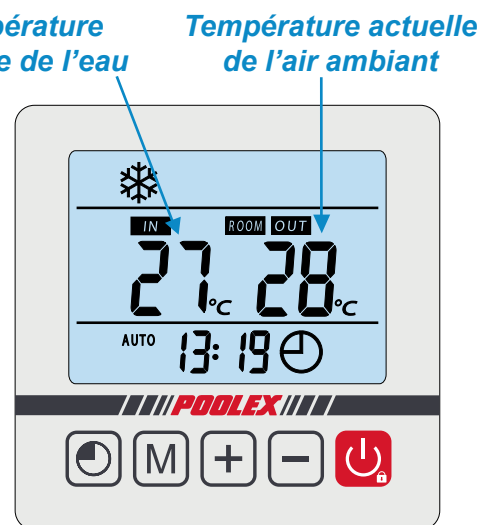 pérature Température actuelle
e de l’eau de l’air ambiant
IN ROOM OUT
27 °C 28 °C
AUTO 13:19
POOLEX
M + −